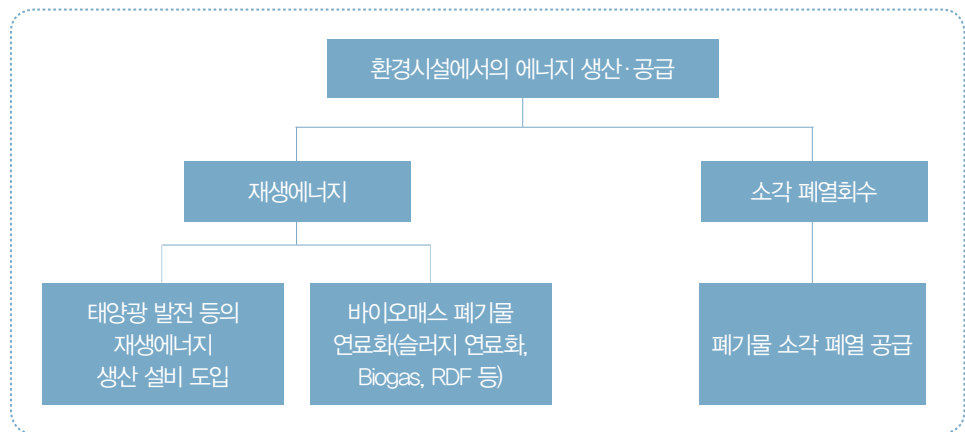 환경시설에서의 에너지 생산·공급
재생에너지
소각 폐열회수
태양광 발전 등의
재생에너지
생산 설비 도입
바이오매스 폐기물
연료화(슬러지 연료화,
Biogas, RDF 등)
폐기물 소각 폐열 공급